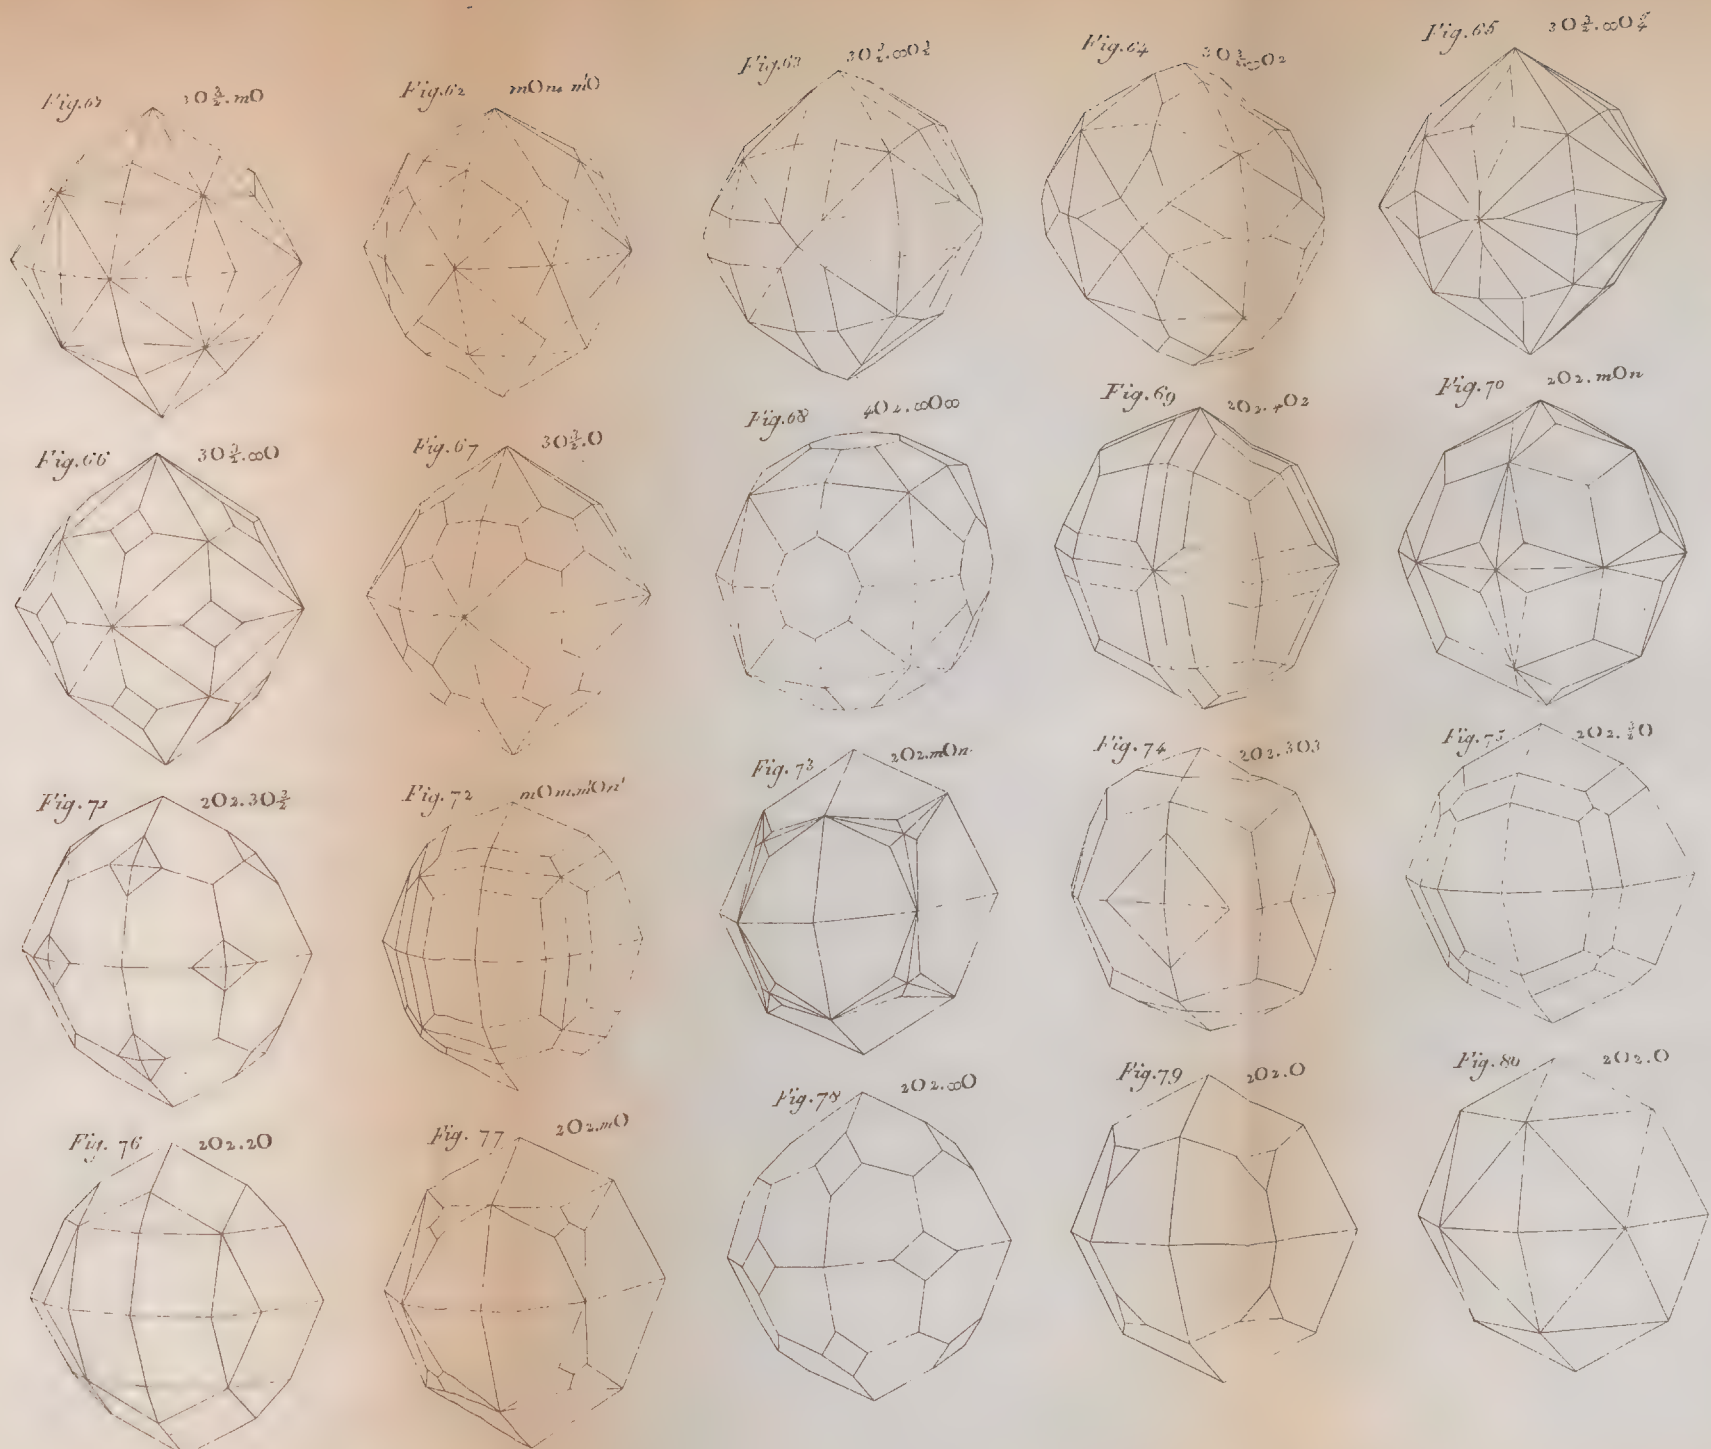 Fig.61 3O3/2.mO
Fig.62 mOn.m'O
Fig.63 3O3/2.∞O3/2
Fig.64 3O3/2.∞O2
Fig.65 3O3/2.∞O5/4
Fig.66 3O3/2.∞O
Fig.67 3O3/2.O
Fig.68 4O2.∞O∞
Fig.69 2O2.4O2
Fig.70 2O2.mOn
Fig.71 2O2.3O3/2
Fig.72 mOm.m'On'
Fig.73 2O2.mOn
Fig.74 2O2.3O3
Fig.75 2O2.3/2O
Fig.76 2O2.2O
Fig.77 2O2.mO
Fig.78 2O2.∞O
Fig.79 2O2.O
Fig.80 2O2.O